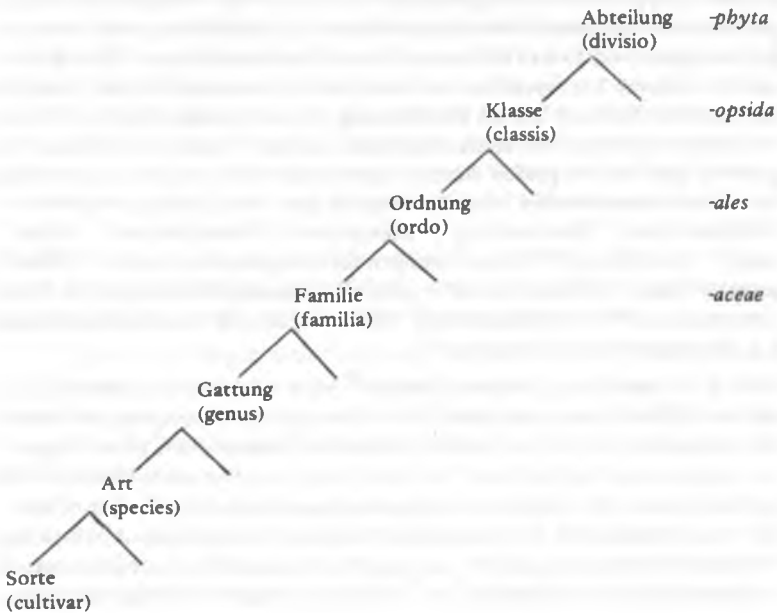 Abteilung -phyta
(divisio)
Klasse -opsida
(classis)
Ordnung -ales
(ordo)
Familie -aceae
(familia)
Gattung
(genus)
Art
(species)
Sorte
(cultivar)